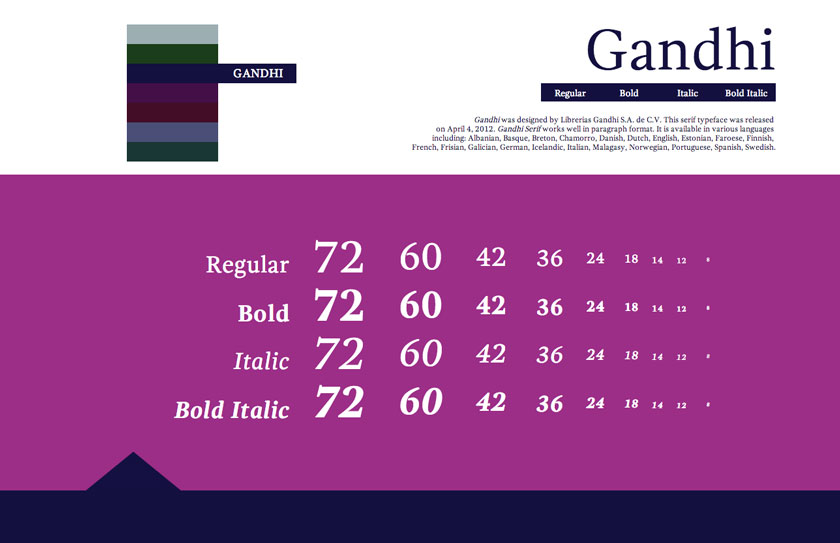 GANDHI
Gandhi
Regular Bold Italic Bold Italic
Gandhi was designed by Librerias Gandhi S.A. de C.V. This serif typeface was released
on April 4, 2012. Gandhi Serif works well in paragraph format. It is available in various languages
including: Albanian, Basque, Breton, Chamorro, Danish, Dutch, English, Estonian, Faroese, Finnish,
French, Frisian, Galician, German, Icelandic, Italian, Malagasy, Norwegian, Portuguese, Spanish, Swedish.
Regular 72 60 42 36 24 18 14 12 8
Bold 72 60 42 36 24 18 14 12 8
Italic 72 60 42 36 24 18 14 12 8
Bold Italic 72 60 42 36 24 18 14 12 8